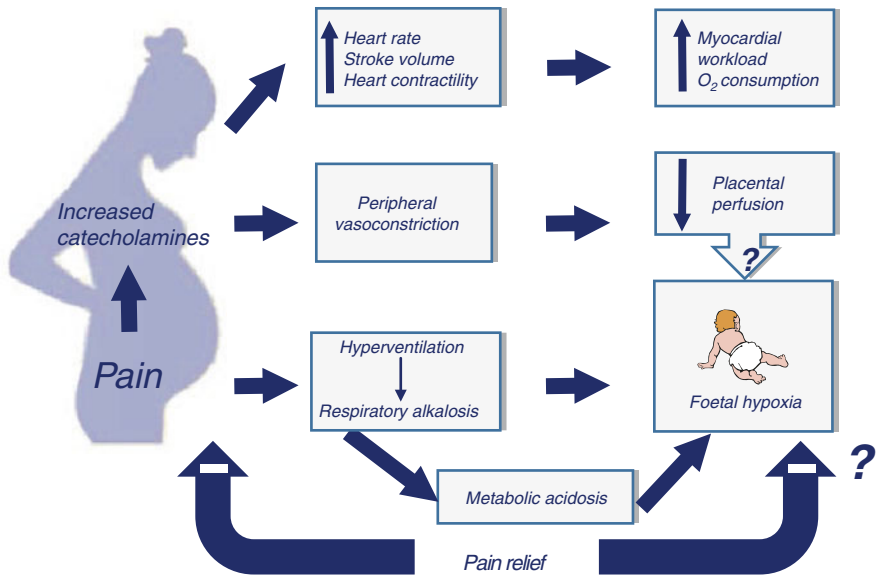 Heart rate
Stroke volume
Heart contractility
Myocardial
workload
O₂ consumption
Increased
catecholamines
Peripheral
vasoconstriction
Placental
perfusion
?
Pain
Hyperventilation
Respiratory alkalosis
Foetal hypoxia
Metabolic acidosis
?
Pain relief